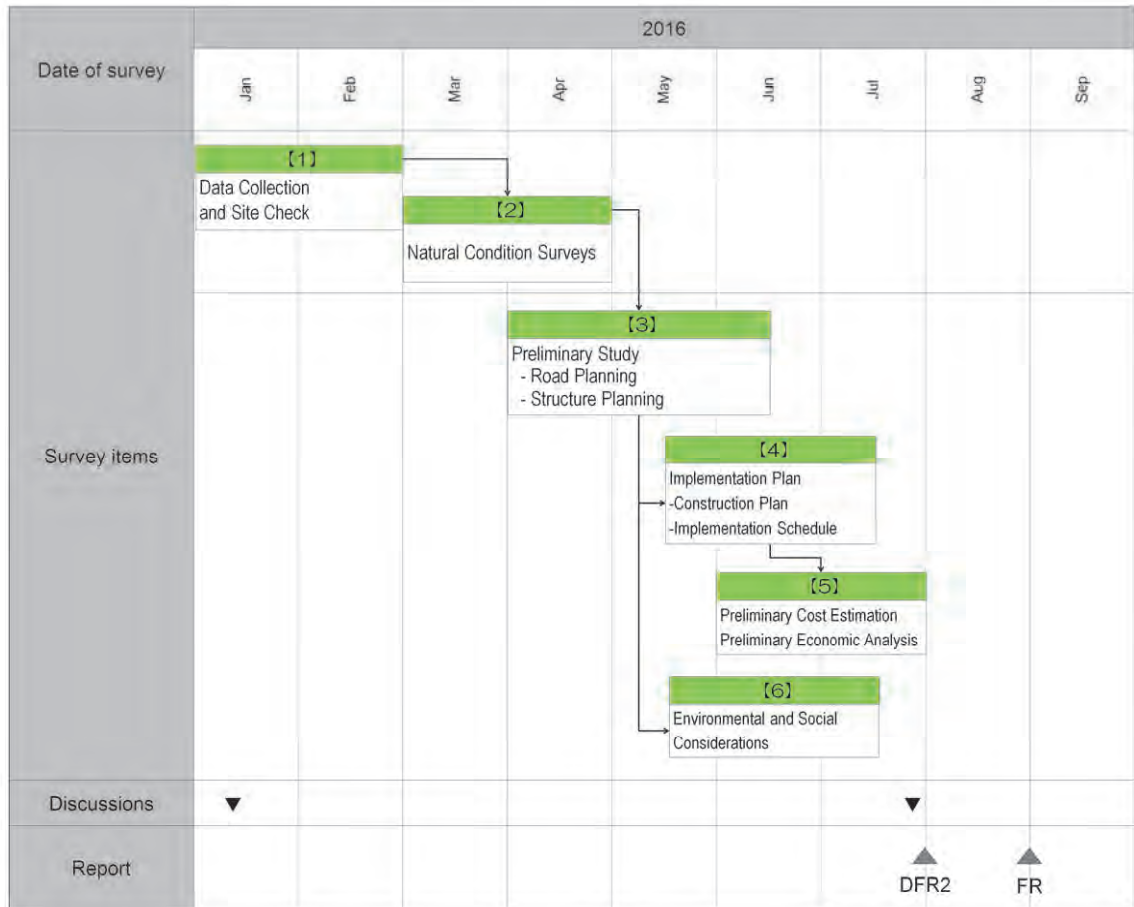 2016
Date of survey
Jan
Feb
Mar
Apr
May
Jun
Jul
Aug
Sep
【1】
Data Collection
and Site Check
【2】
Natural Condition Surveys
【3】
Preliminary Study
- Road Planning
- Structure Planning
Survey items
【4】
Implementation Plan
-Construction Plan
-Implementation Schedule
【5】
Preliminary Cost Estimation
Preliminary Economic Analysis
【6】
Environmental and Social
Considerations
Discussions
Report
DFR2
FR